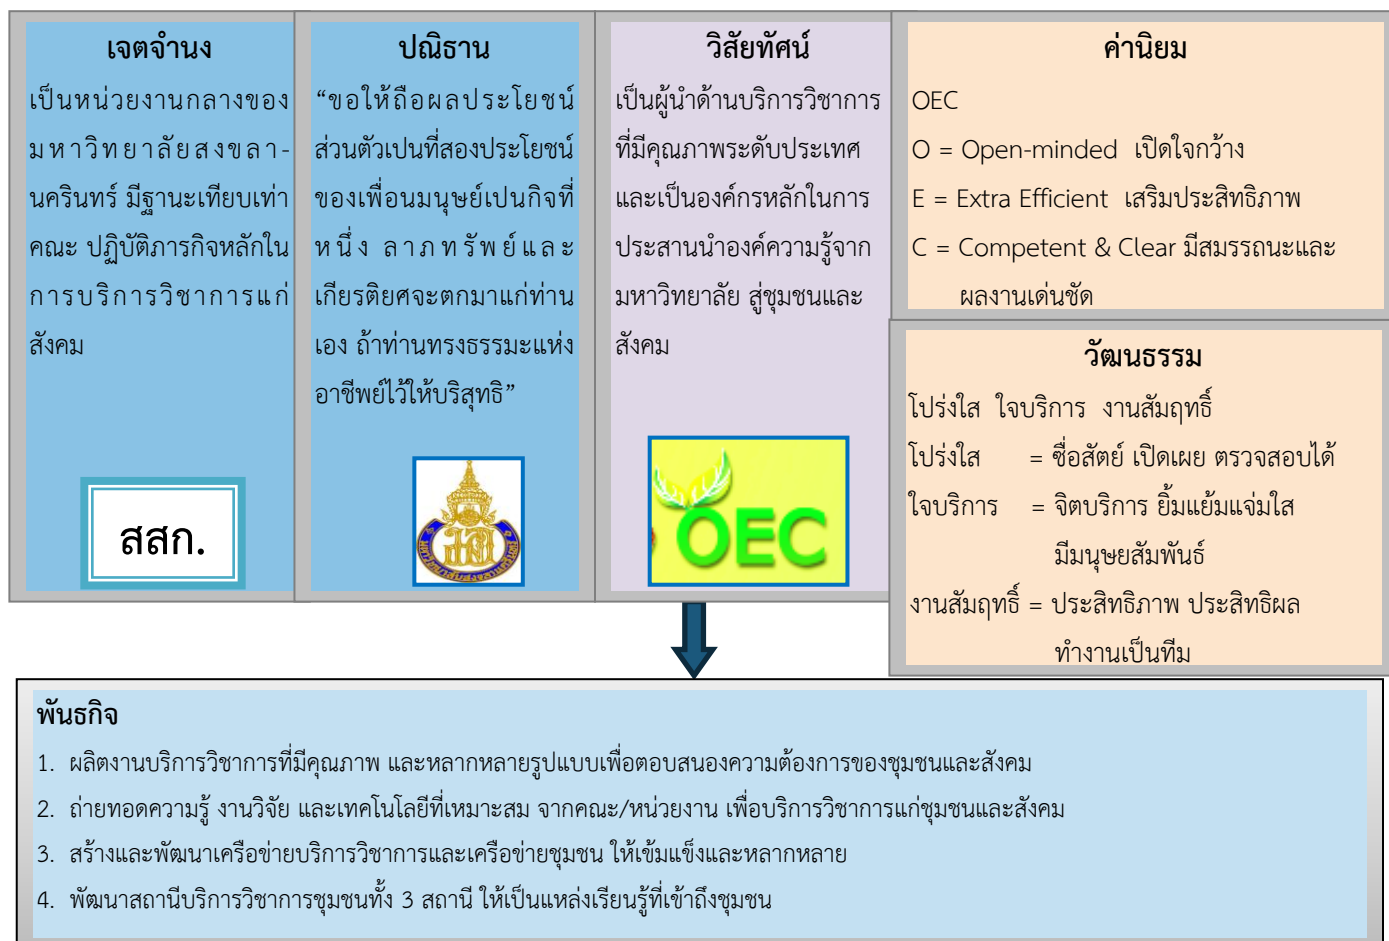 เจตจำนง
เป็นหน่วยงานกลางของ
มหาวิทยาลัยสงขลา-
นครินทร์ มีฐานะเทียบเท่า
คณะ ปฏิบัติภารกิจหลักใน
การบริการวิชาการแก่
สังคม
สสก.
ปณิธาน
“ขอให้ถือผลประโยชน์
ส่วนตัวเปนที่สองประโยชน์
ของเพื่อนมนุษย์เปนกิจที่
หนึ่ง ลาภทรัพย์และ
เกียรติยศจะตกมาแก่ท่าน
เอง ถ้าท่านทรงธรรมะแห่ง
อาชีพย์ไว้ให้บริสุทธิ”
วิสัยทัศน์
เป็นผู้นำด้านบริการวิชาการ
ที่มีคุณภาพระดับประเทศ
และเป็นองค์กรหลักในการ
ประสานนำองค์ความรู้จาก
มหาวิทยาลัย สู่ชุมชนและ
สังคม
OEC
ค่านิยม
OEC
O = Open-minded เปิดใจกว้าง
E = Extra Efficient เสริมประสิทธิภาพ
C = Competent & Clear มีสมรรถนะและ
ผลงานเด่นชัด
วัฒนธรรม
โปร่งใส ใจบริการ งานสัมฤทธิ์
โปร่งใส = ซื่อสัตย์ เปิดเผย ตรวจสอบได้
ใจบริการ = จิตบริการ ยิ้มแย้มแจ่มใส
มีมนุษยสัมพันธ์
งานสัมฤทธิ์ = ประสิทธิภาพ ประสิทธิผล
ทำงานเป็นทีม
พันธกิจ
1. ผลิตงานบริการวิชาการที่มีคุณภาพ และหลากหลายรูปแบบเพื่อตอบสนองความต้องการของชุมชนและสังคม
2. ถ่ายทอดความรู้ งานวิจัย และเทคโนโลยีที่เหมาะสม จากคณะ/หน่วยงาน เพื่อบริการวิชาการแก่ชุมชนและสังคม
3. สร้างและพัฒนาเครือข่ายบริการวิชาการและเครือข่ายชุมชน ให้เข้มแข็งและหลากหลาย
4. พัฒนาสถานีบริการวิชาการชุมชนทั้ง 3 สถานี ให้เป็นแหล่งเรียนรู้ที่เข้าถึงชุมชน